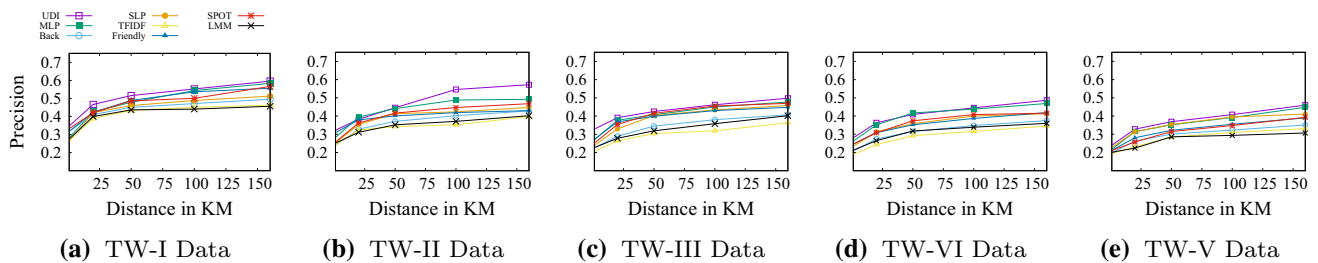 UDI SLP SPOT
MLP TFIDF LMM
Back Friendly
Precision
0.7 0.6 0.5 0.4 0.3 0.2
25 50 75 100 125 150
Distance in KM
(a) TW-I Data
0.7 0.6 0.5 0.4 0.3 0.2
25 50 75 100 125 150
Distance in KM
(b) TW-II Data
0.7 0.6 0.5 0.4 0.3 0.2
25 50 75 100 125 150
Distance in KM
(c) TW-III Data
0.7 0.6 0.5 0.4 0.3 0.2
25 50 75 100 125 150
Distance in KM
(d) TW-VI Data
0.7 0.6 0.5 0.4 0.3 0.2
25 50 75 100 125 150
Distance in KM
(e) TW-V Data